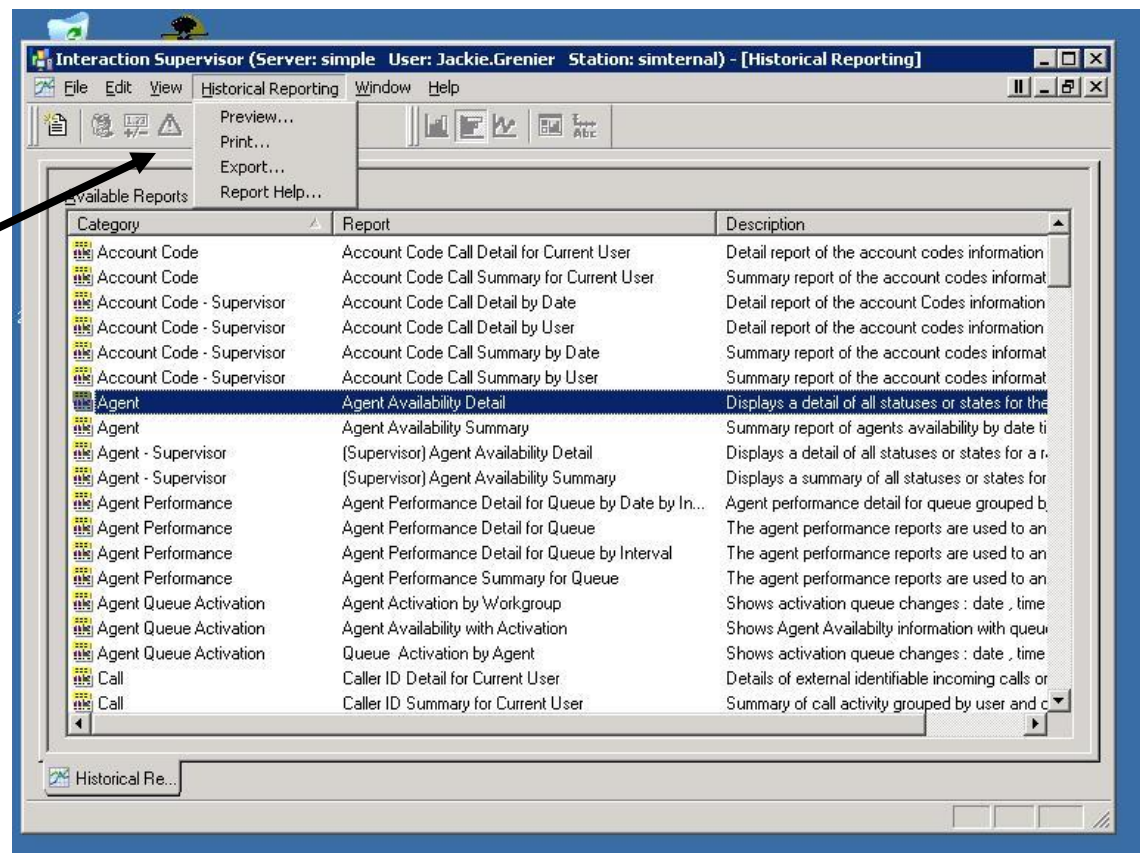 Interaction Supervisor (Server: simple User: Jackie.Grenier Station: simternal) - [Historical Reporting]
File Edit View Historical Reporting Window Help
Preview...
Print...
Export...
Report Help...
Available Reports
Category Report Description
Account Code Account Code Call Detail for Current User Detail report of the account codes information
Account Code Account Code Call Summary for Current User Summary report of the account codes informat
Account Code - Supervisor Account Code Call Detail by Date Detail report of the account Codes information
Account Code - Supervisor Account Code Call Detail by User Detail report of the account codes information
Account Code - Supervisor Account Code Call Summary by Date Summary report of the account codes informat
Account Code - Supervisor Account Code Call Summary by User Summary report of the account codes informat
Agent Agent Availability Detail Displays a detail of all statuses or states for the
Agent Agent Availability Summary Summary report of agents availability by date ti
Agent - Supervisor (Supervisor) Agent Availability Detail Displays a detail of all statuses or states for a
Agent - Supervisor (Supervisor) Agent Availability Summary Displays a summary of all statuses or states for
Agent Performance Agent Performance Detail for Queue by Date by In... Agent performance detail for queue grouped b
Agent Performance Agent Performance Detail for Queue The agent performance reports are used to an
Agent Performance Agent Performance Detail for Queue by Interval The agent performance reports are used to an
Agent Performance Agent Performance Summary for Queue The agent performance reports are used to an
Agent Queue Activation Agent Activation by Workgroup Shows activation queue changes : date , time
Agent Queue Activation Agent Availability with Activation Shows Agent Availabilty information with queu
Agent Queue Activation Queue Activation by Agent Shows activation queue changes : date , time
Call Caller ID Detail for Current User Details of external identifiable incoming calls or
Call Caller ID Summary for Current User Summary of call activity grouped by user and c
Historical Re...